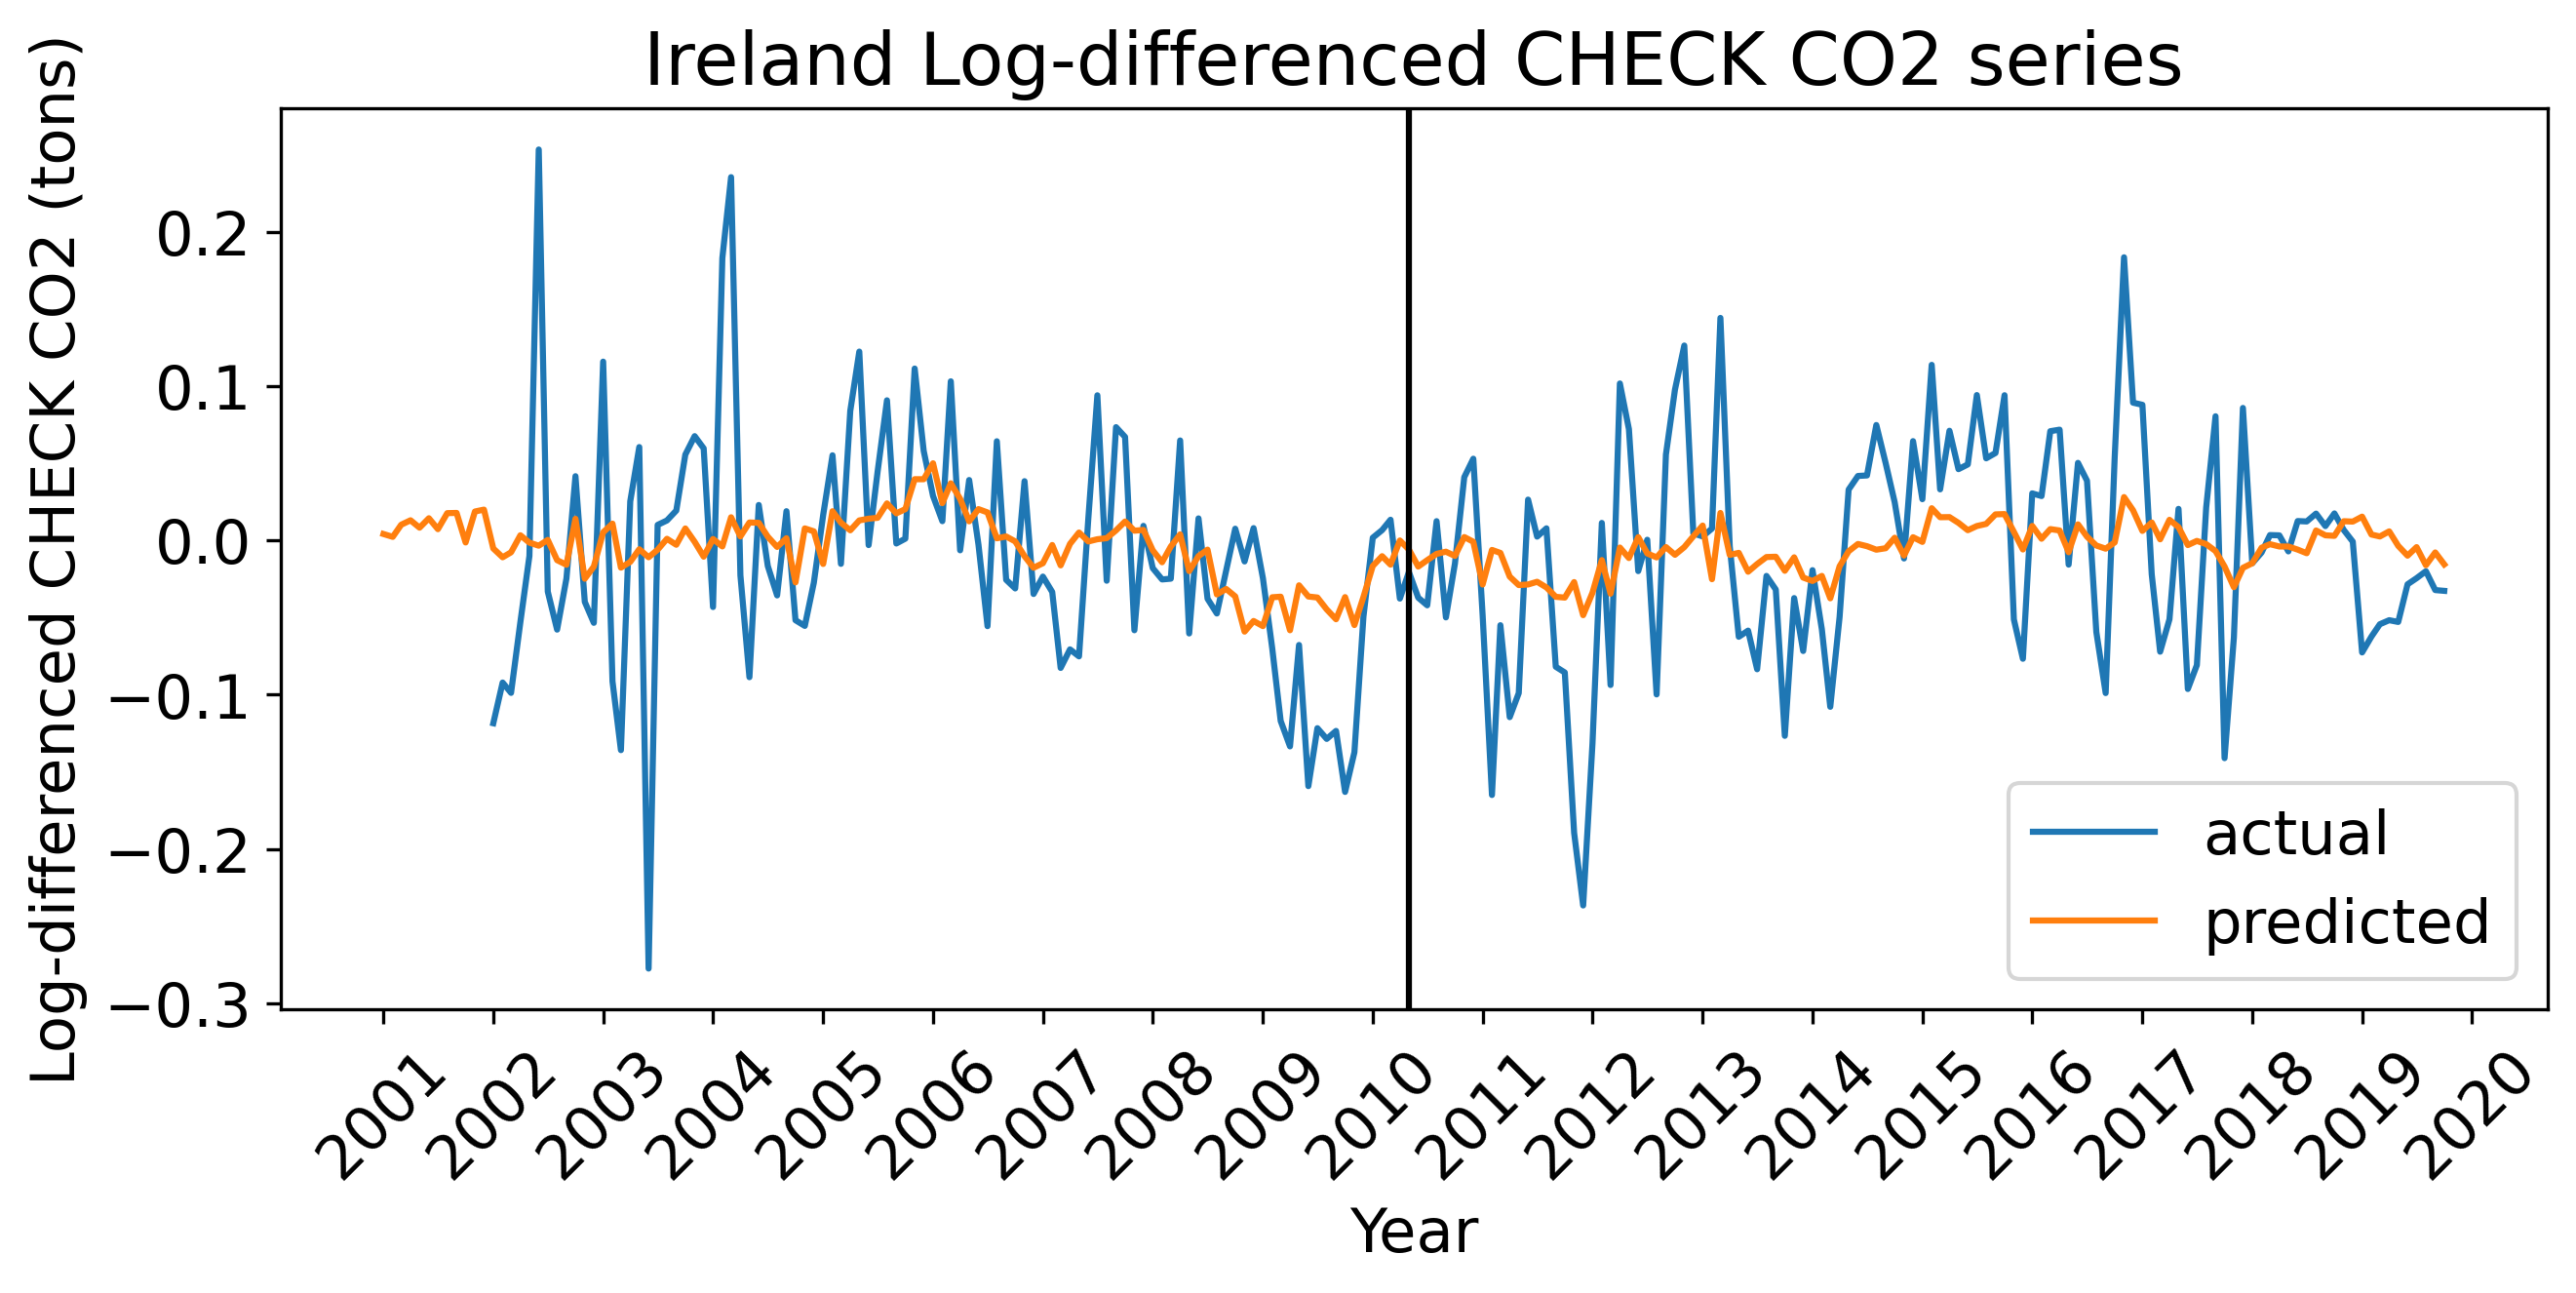 Ireland Log-differenced CHECK CO2 series
Log-differenced CHECK CO2 (tons)
0.2
0.1
0.0
−0.1
−0.2
−0.3
actual
predicted
2001 2002 2003 2004 2005 2006 2007 2008 2009 2010 2011 2012 2013 2014 2015 2016 2017 2018 2019 2020
Year